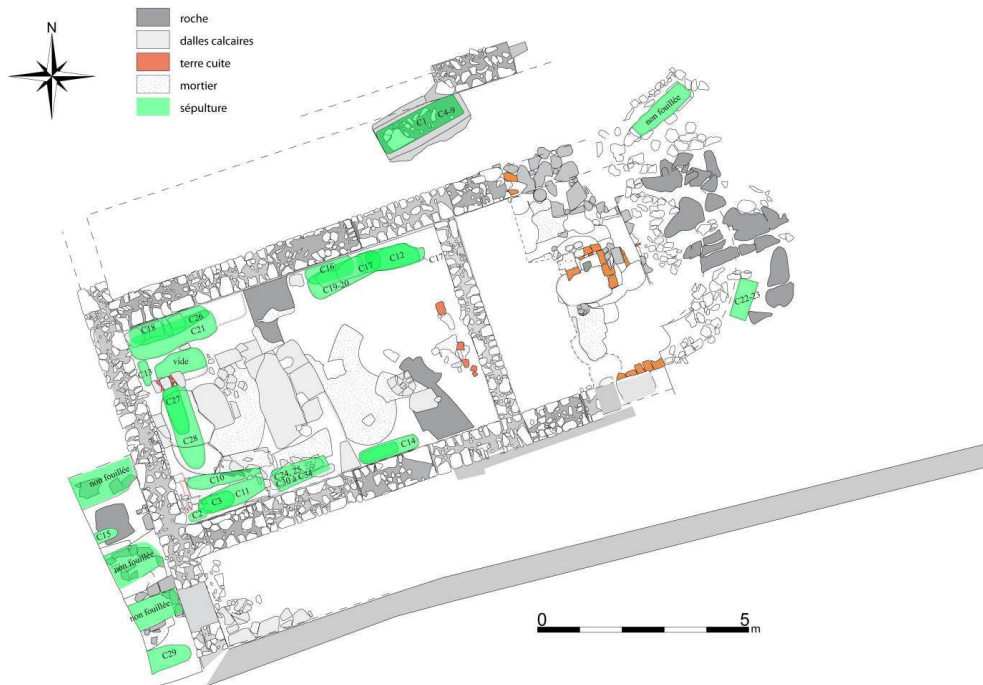 roche
dalles calcaires
terre cuite
mortier
sépulture
non fouillée
C1
C4-9
C16
C17
C12
C17
C19-20
C22-23
C18
C26
C21
C13
vide
C27
C28
C14
C10
C24, 25,
C30 à C34
C11
C3
C2
non fouillée
C15
non fouillée
non fouillée
C29
0
5
m